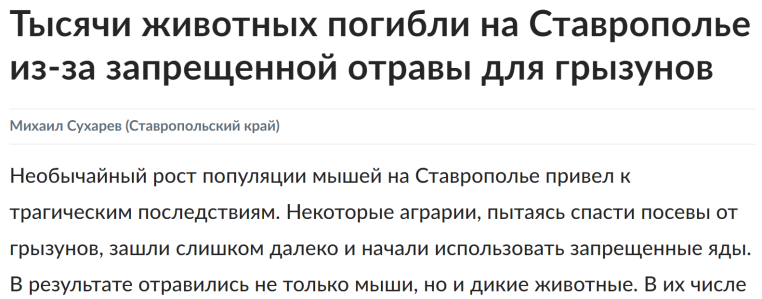 Тысячи животных погибли на Ставрополье
из-за запрещенной отравы для грызунов
Михаил Сухарев (Ставропольский край)
Необычайный рост популяции мышей на Ставрополье привел к
трагическим последствиям. Некоторые аграрии, пытаясь спасти посевы от
грызунов, зашли слишком далеко и начали использовать запрещенные яды.
В результате отравились не только мыши, но и дикие животные. В их числе